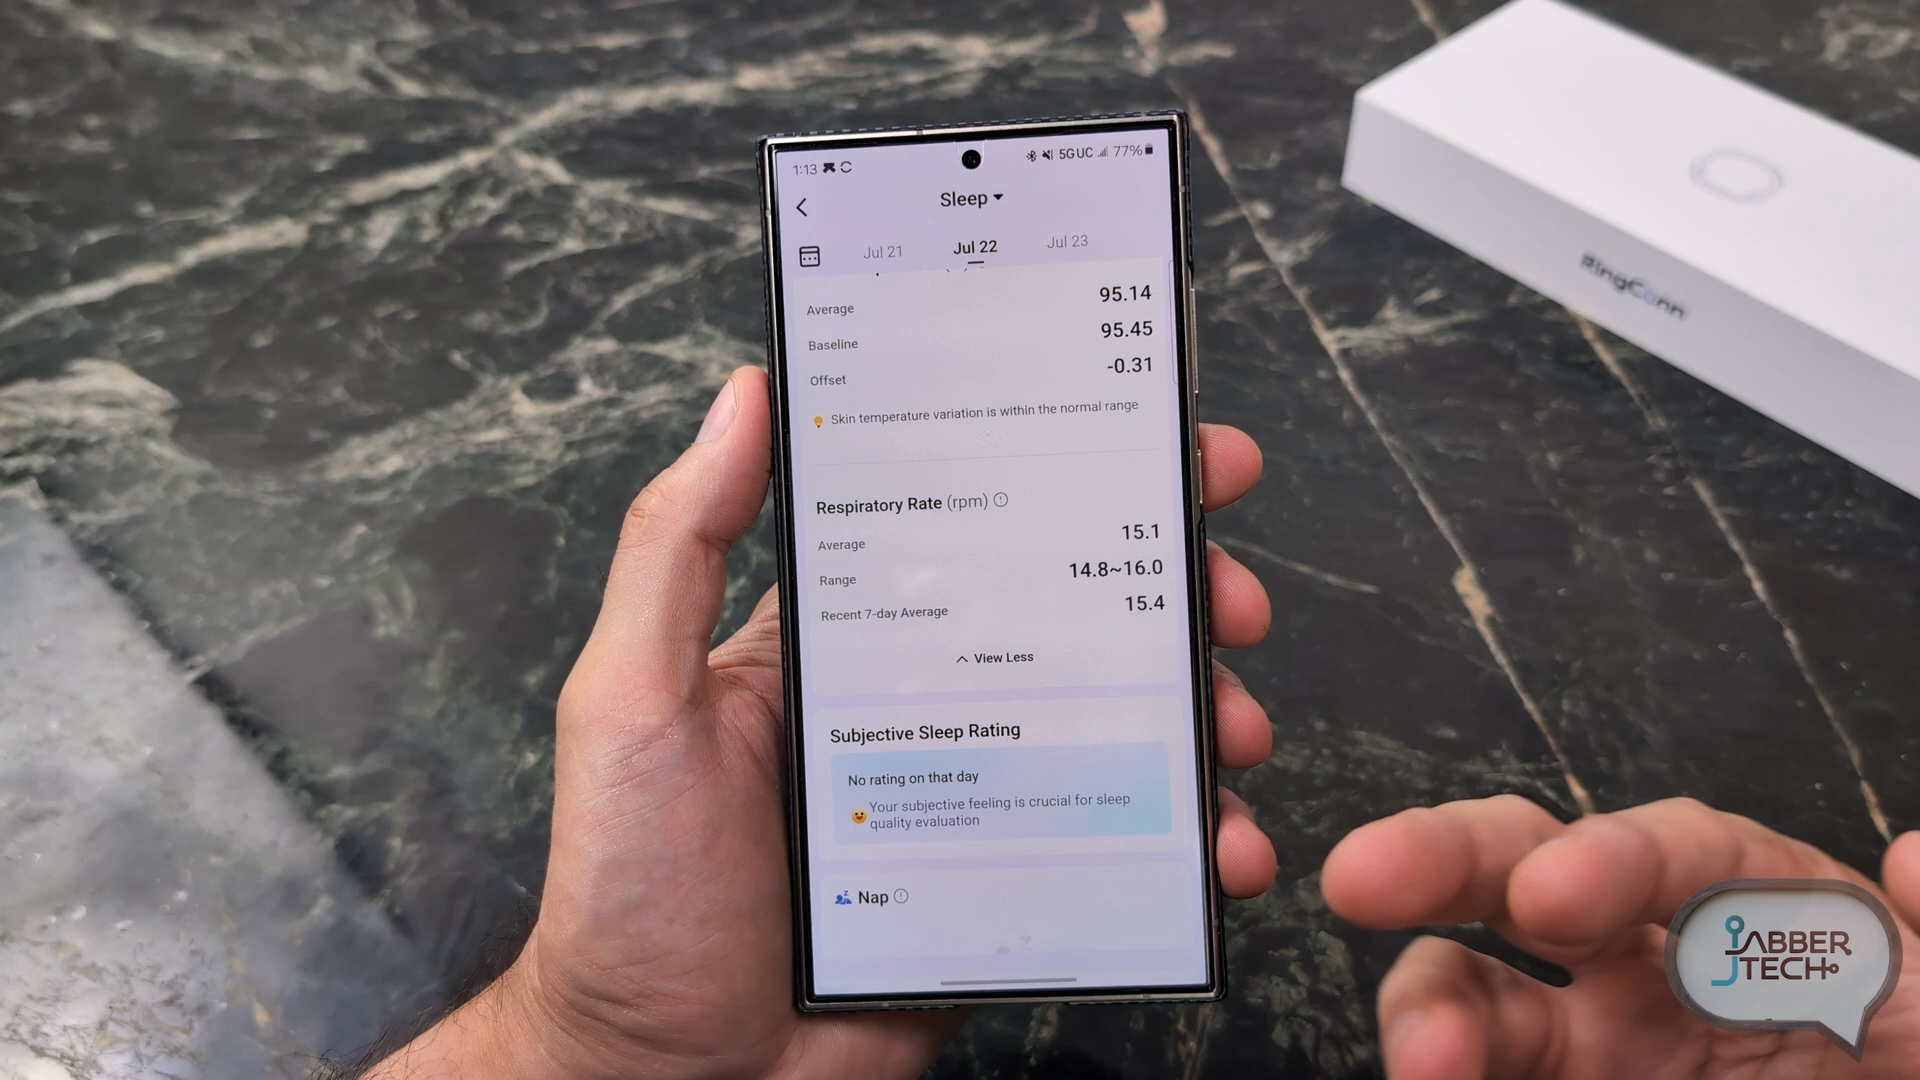 1:13
5GUC
77%
Sleep
Jul 21
Jul 22
Jul 23
Average
95.14
Baseline
95.45
Offset
-0.31
Skin temperature variation is within the normal range
Respiratory Rate (rpm)
Average
15.1
Range
14.8~16.0
Recent 7-day Average
15.4
View Less
Subjective Sleep Rating
No rating on that day
Your subjective feeling is crucial for sleep
quality evaluation
Nap
RingConn
JABBER
TECH